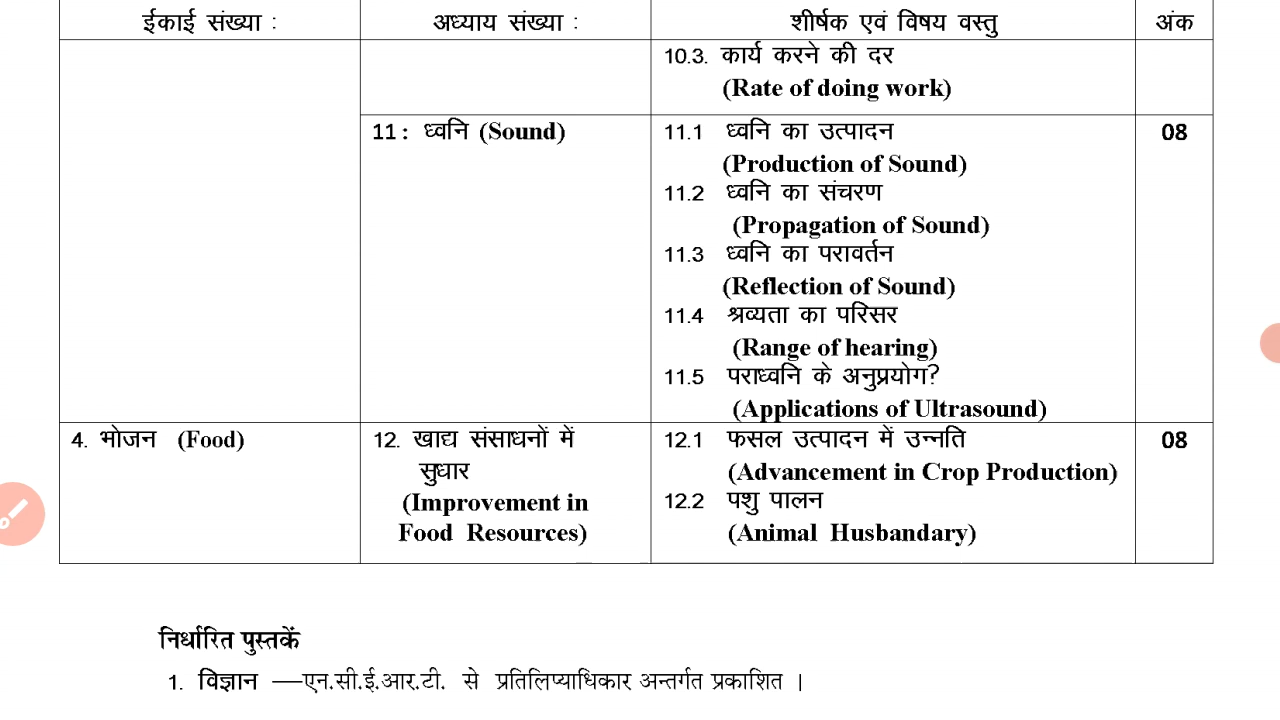 ईकाई संख्या : अध्याय संख्या : शीर्षक एवं विषय वस्तु अंक
10.3. कार्य करने की दर
(Rate of doing work)
11 : ध्वनि (Sound) 11.1 ध्वनि का उत्पादन 08
(Production of Sound)
11.2 ध्वनि का संचरण
(Propagation of Sound)
11.3 ध्वनि का परावर्तन
(Reflection of Sound)
11.4 श्रव्यता का परिसर
(Range of hearing)
11.5 पराध्वनि के अनुप्रयोग?
(Applications of Ultrasound)
4. भोजन (Food) 12. खाद्य संसाधनों में 12.1 फसल उत्पादन में उन्नति 08
सुधार (Advancement in Crop Production)
(Improvement in 12.2 पशु पालन
Food Resources) (Animal Husbandary)
निर्धारित पुस्तकें
1. विज्ञान —एन.सी.ई.आर.टी. से प्रतिलिप्याधिकार अन्तर्गत प्रकाशित ।